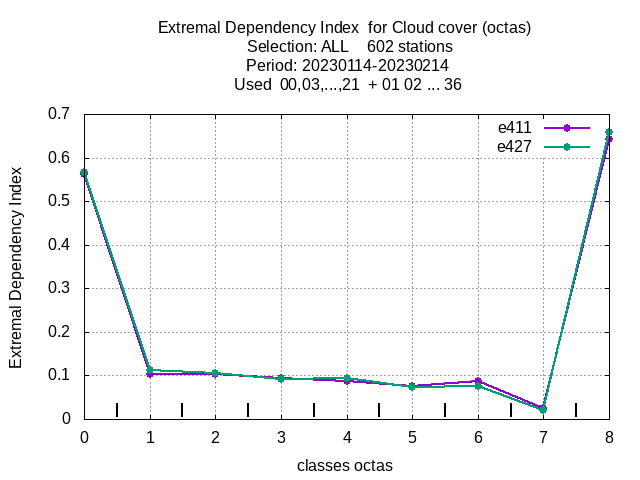 Extremal Dependency Index  for Cloud cover (octas)
Selection: ALL    602 stations
Period: 20230114-20230214
Used  00,03,...,21  + 01 02 ... 36
e411
e427
Extremal Dependency Index
0.7
0.6
0.5
0.4
0.3
0.2
0.1
0
0 1 2 3 4 5 6 7 8
classes octas